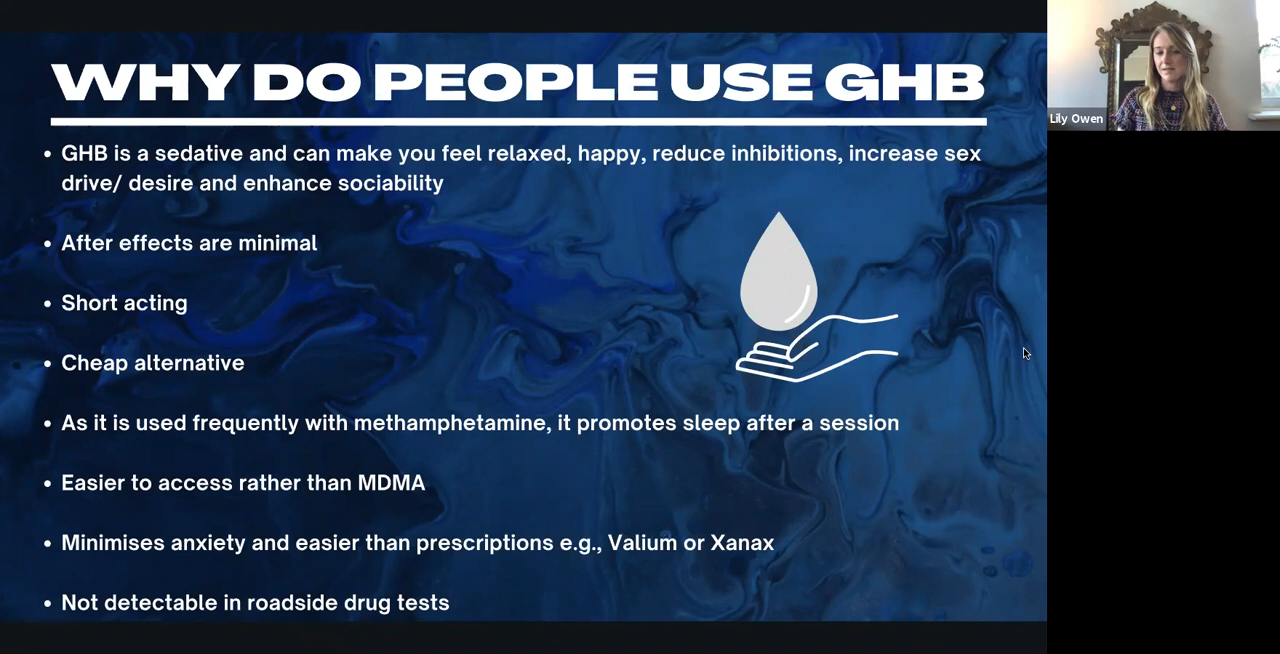 WHY DO PEOPLE USE GHB
• GHB is a sedative and can make you feel relaxed, happy, reduce inhibitions, increase sex
drive/ desire and enhance sociability
• After effects are minimal
• Short acting
• Cheap alternative
• As it is used frequently with methamphetamine, it promotes sleep after a session
• Easier to access rather than MDMA
• Minimises anxiety and easier than prescriptions e.g., Valium or Xanax
• Not detectable in roadside drug tests
Lily Owen